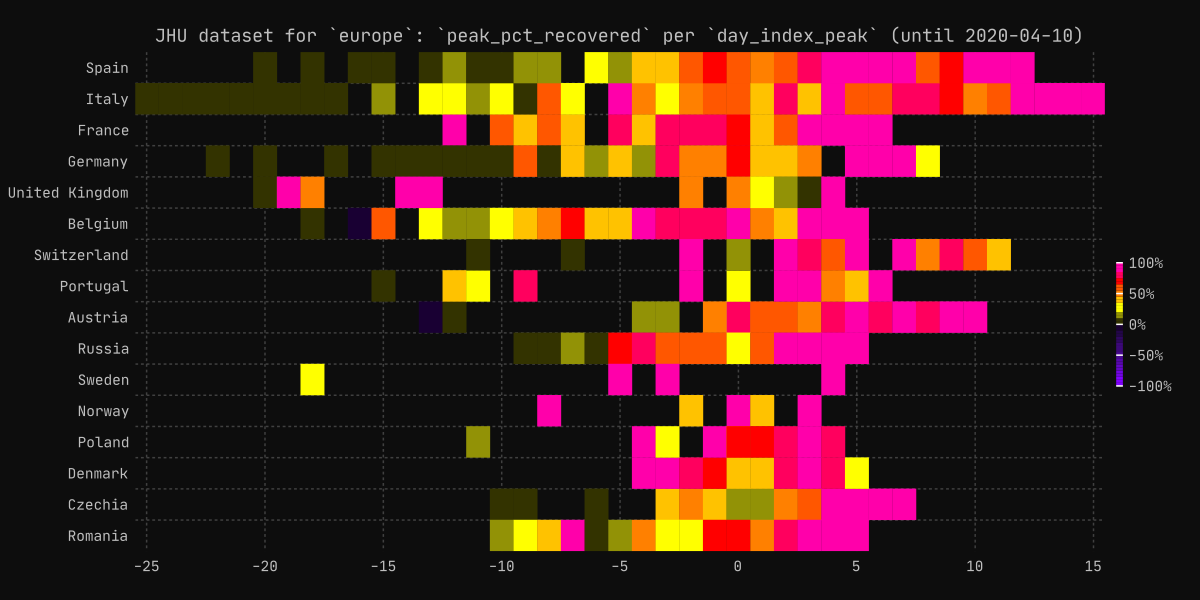 JHU dataset for `europe`: `peak_pct_recovered` per `day_index_peak` (until 2020-04-10)
Spain
Italy
France
Germany
United Kingdom
Belgium
Switzerland
Portugal
Austria
Russia
Sweden
Norway
Poland
Denmark
Czechia
Romania
−25 −20 −15 −10 −5 0 5 10 15
100%
50%
0%
−50%
−100%